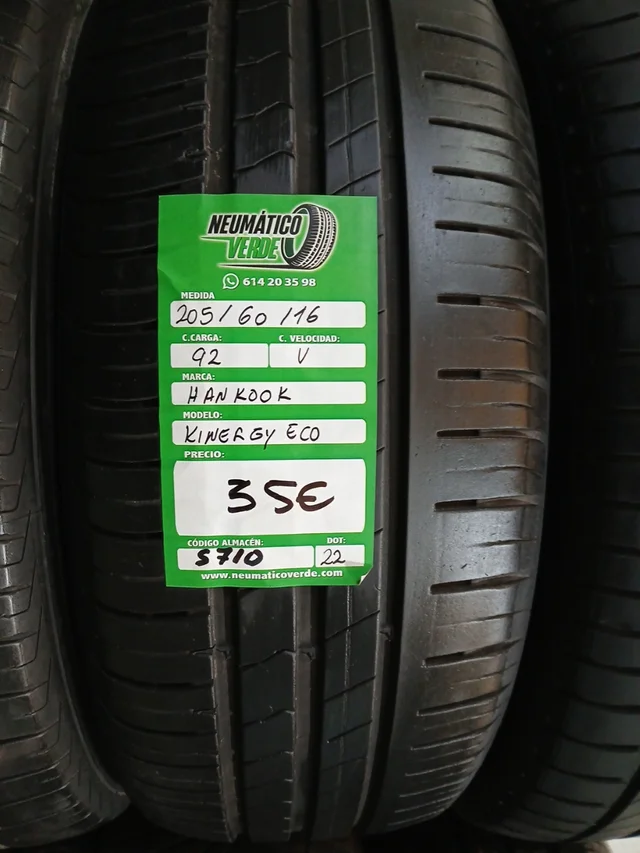 NEUMÁTICO
VERDE
614 20 35 98
MEDIDA
205/60/16
C.CARGA: C. VELOCIDAD:
92 V
MARCA:
HANKOOK
MODELO:
KINERGY ECO
PRECIO:
35€
CÓDIGO ALMACÉN: DOT:
5710 22
www.neumaticoverde.com